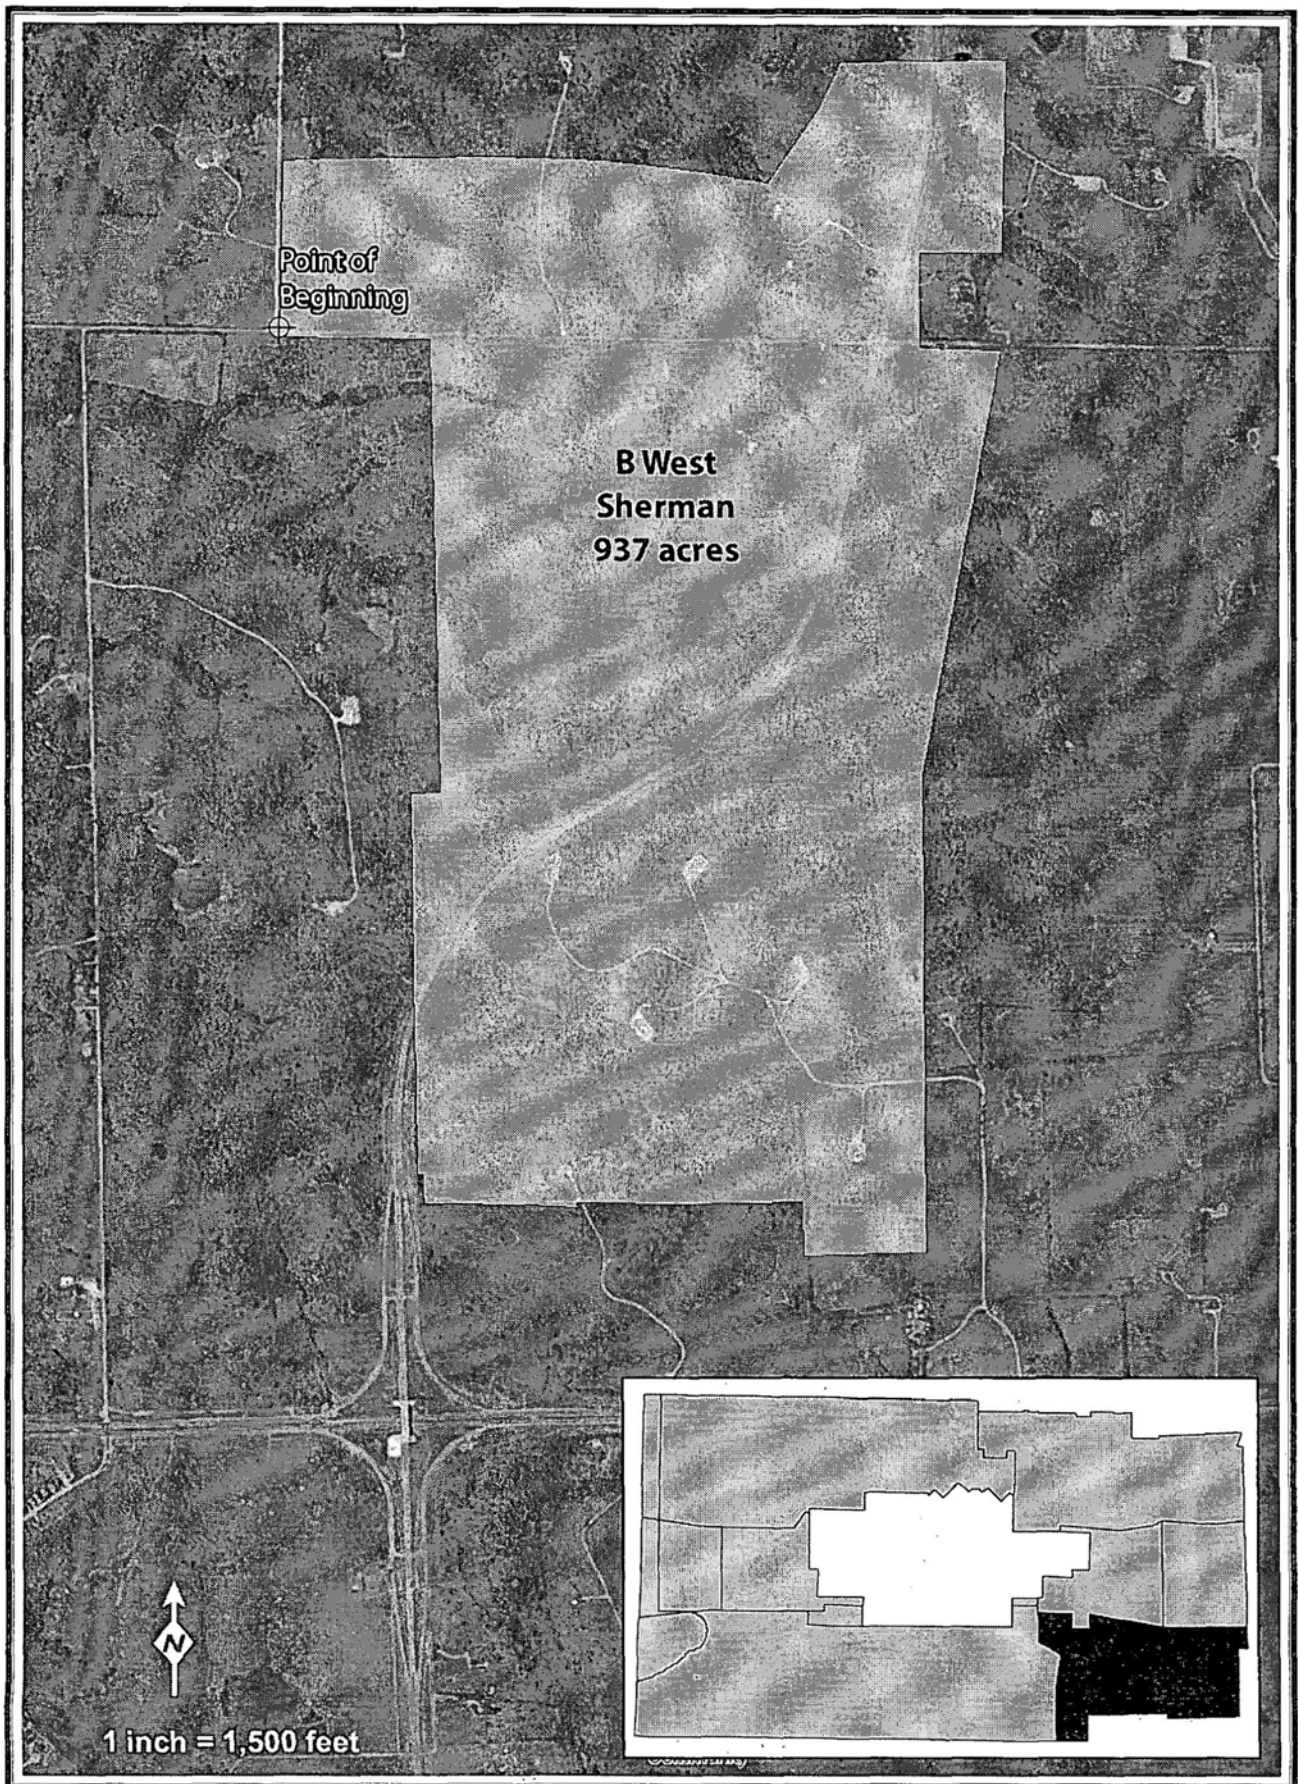 Point of
Beginning
B West
Sherman
937 acres
N
1 inch = 1,500 feet